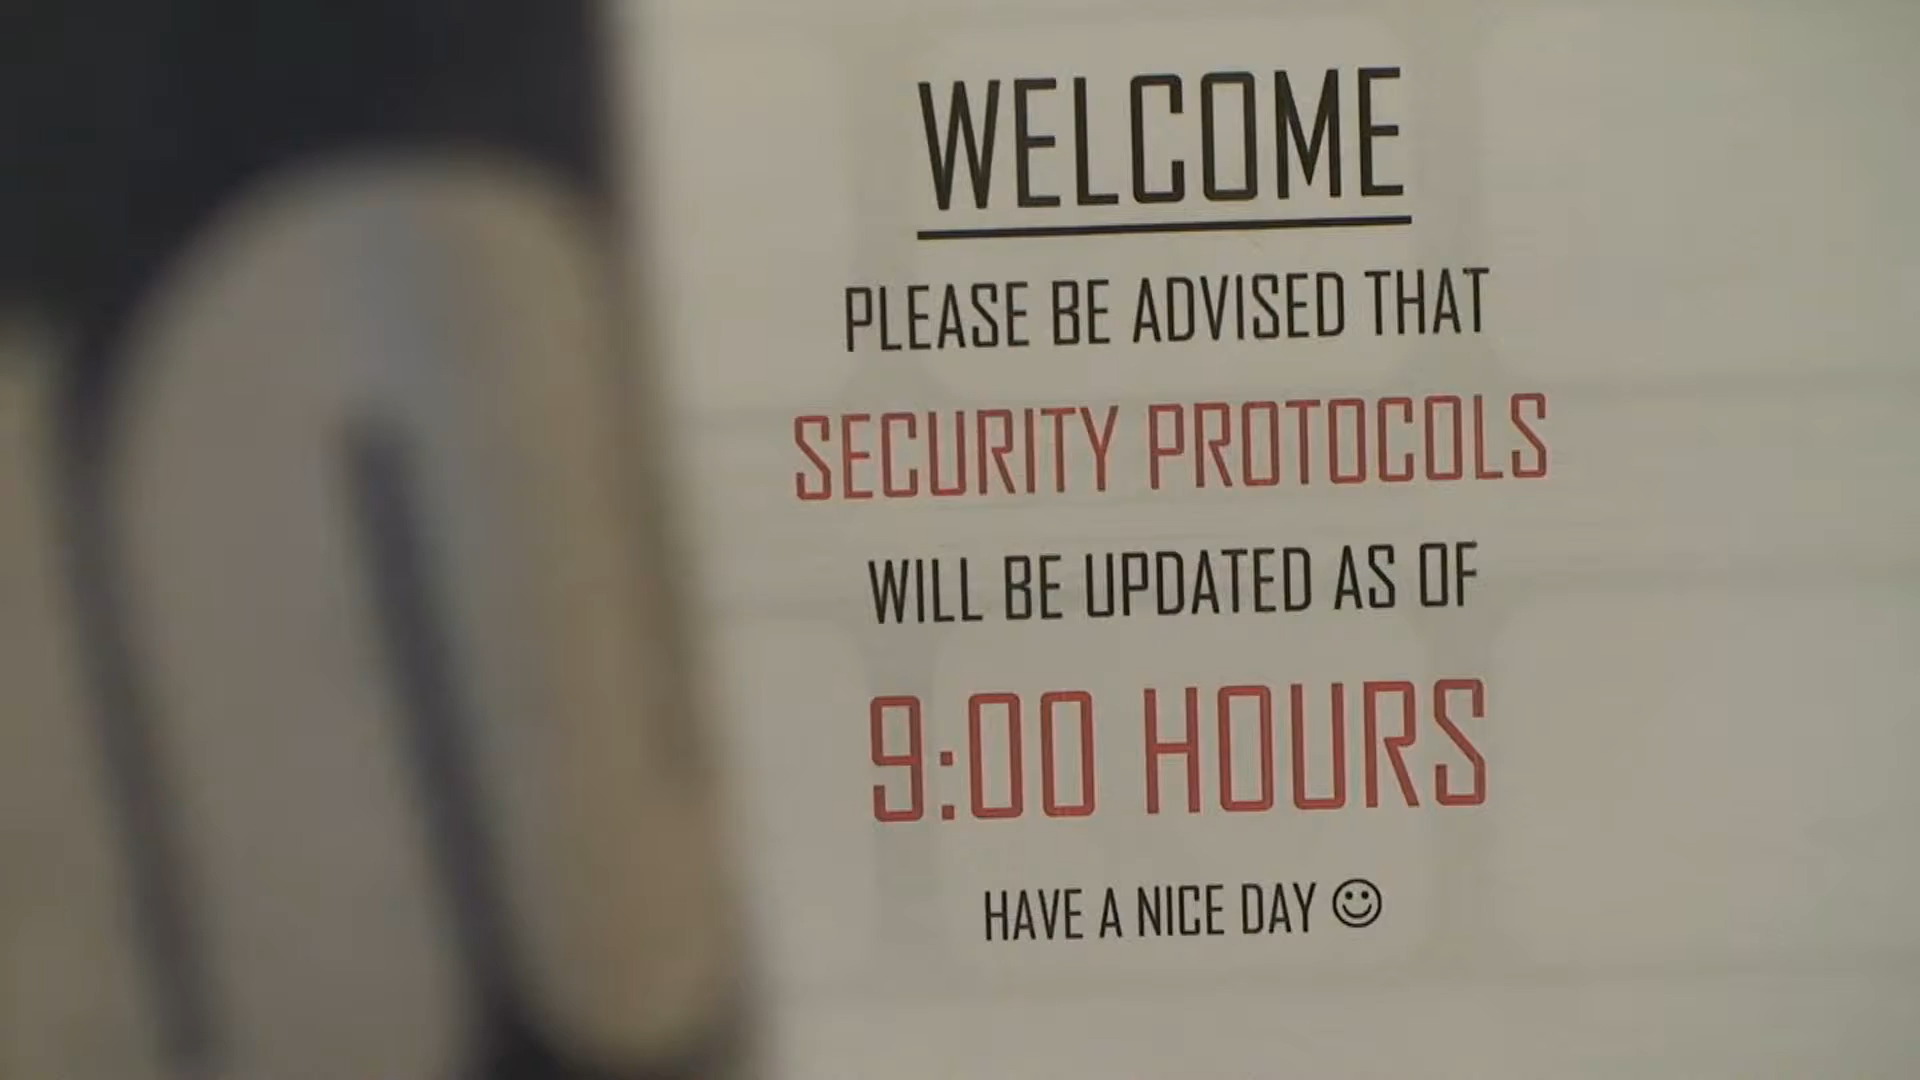 WELCOME
PLEASE BE ADVISED THAT
SECURITY PROTOCOLS
WILL BE UPDATED AS OF
9:00 HOURS
HAVE A NICE DAY ☺